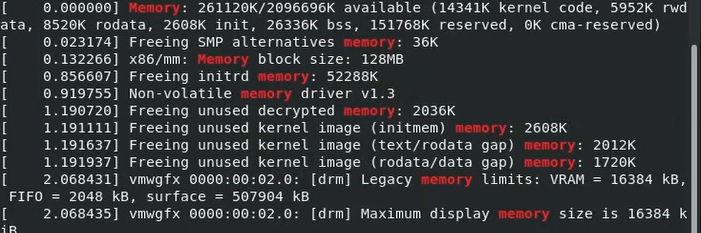 [    0.000000] Memory: 261120K/2096696K available (14341K kernel code, 5952K rwd
ata, 8520K rodata, 2608K init, 26336K bss, 151768K reserved, 0K cma-reserved)
[    0.023174] Freeing SMP alternatives memory: 36K
[    0.132266] x86/mm: Memory block size: 128MB
[    0.856607] Freeing initrd memory: 52288K
[    0.919755] Non-volatile memory driver v1.3
[    1.190720] Freeing unused decrypted memory: 2036K
[    1.191111] Freeing unused kernel image (initmem) memory: 2608K
[    1.191637] Freeing unused kernel image (text/rodata gap) memory: 2012K
[    1.191937] Freeing unused kernel image (rodata/data gap) memory: 1720K
[    2.068431] vmwgfx 0000:00:02.0: [drm] Legacy memory limits: VRAM = 16384 kB,
 FIFO = 2048 kB, surface = 507904 kB
[    2.068435] vmwgfx 0000:00:02.0: [drm] Maximum display memory size is 16384 k
iB